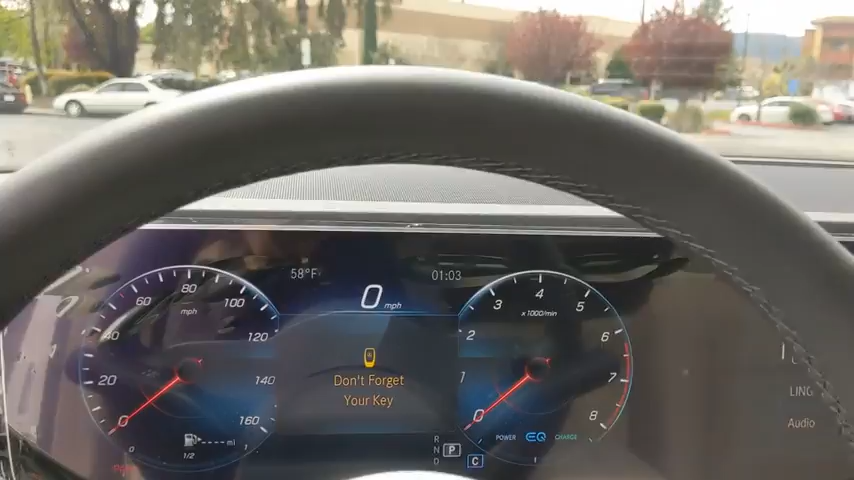 58°F
0 mph
01:03
20
40
60
80
100
120
140
160
mph
0
1/2
---- mi
1
Don't Forget
Your Key
0
1
2
3
4
5
6
7
8
x1000/min
POWER
EQ
CHARGE
R
N
D
P
C
Audio